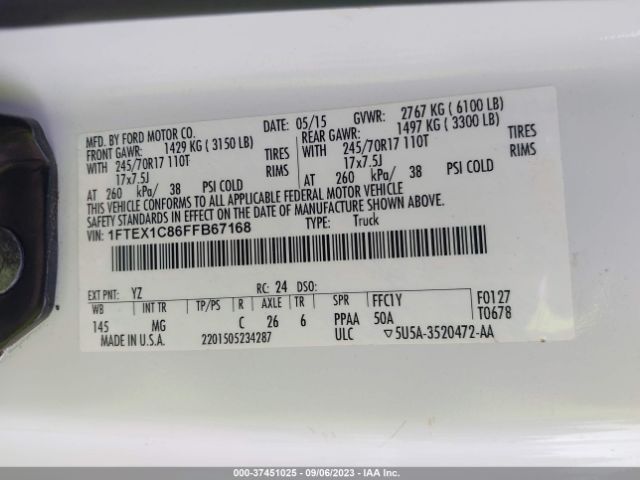 MFD. BY FORD MOTOR CO. DATE: 05/15 GVWR: 2767 KG ( 6100 LB)
FRONT GAWR: 1429 KG ( 3150 LB) REAR GAWR: 1497 KG ( 3300 LB)
WITH 245/70R17 110T TIRES WITH 245/70R17 110T TIRES
17x7.5J RIMS 17x7.5J RIMS
AT 260 kPa/ 38 PSI COLD AT 260 kPa/ 38 PSI COLD
THIS VEHICLE CONFORMS TO ALL APPLICABLE FEDERAL MOTOR VEHICLE
SAFETY STANDARDS IN EFFECT ON THE DATE OF MANUFACTURE SHOWN ABOVE.
VIN: 1FTEX1C86FFB67168 TYPE: Truck
EXT PNT: YZ RC: 24 DSO:
WB INT TR TP/PS R AXLE TR SPR FFC1Y F0127
145 MG C 26 6 PPAA 50A T0678
MADE IN U.S.A. 2201505234287 ULC ▽5U5A-3520472-AA
000-37451025 - 09/06/2023 - IAA Inc.